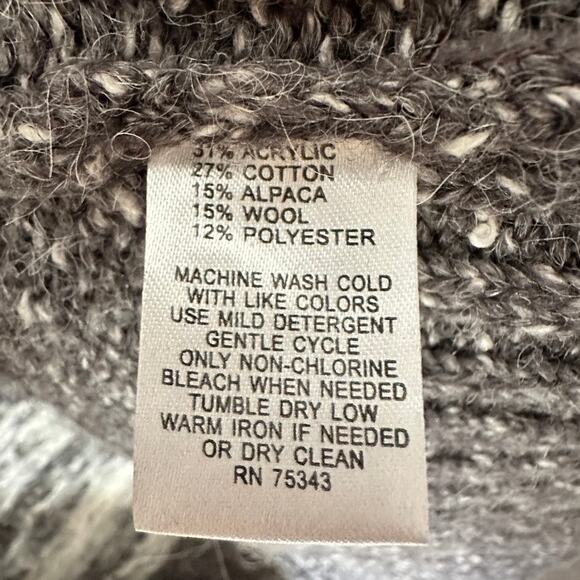 31% ACRYLIC
27% COTTON
15% ALPACA
15% WOOL
12% POLYESTER
MACHINE WASH COLD
WITH LIKE COLORS
USE MILD DETERGENT
GENTLE CYCLE
ONLY NON-CHLORINE
BLEACH WHEN NEEDED
TUMBLE DRY LOW
WARM IRON IF NEEDED
OR DRY CLEAN
RN 75343